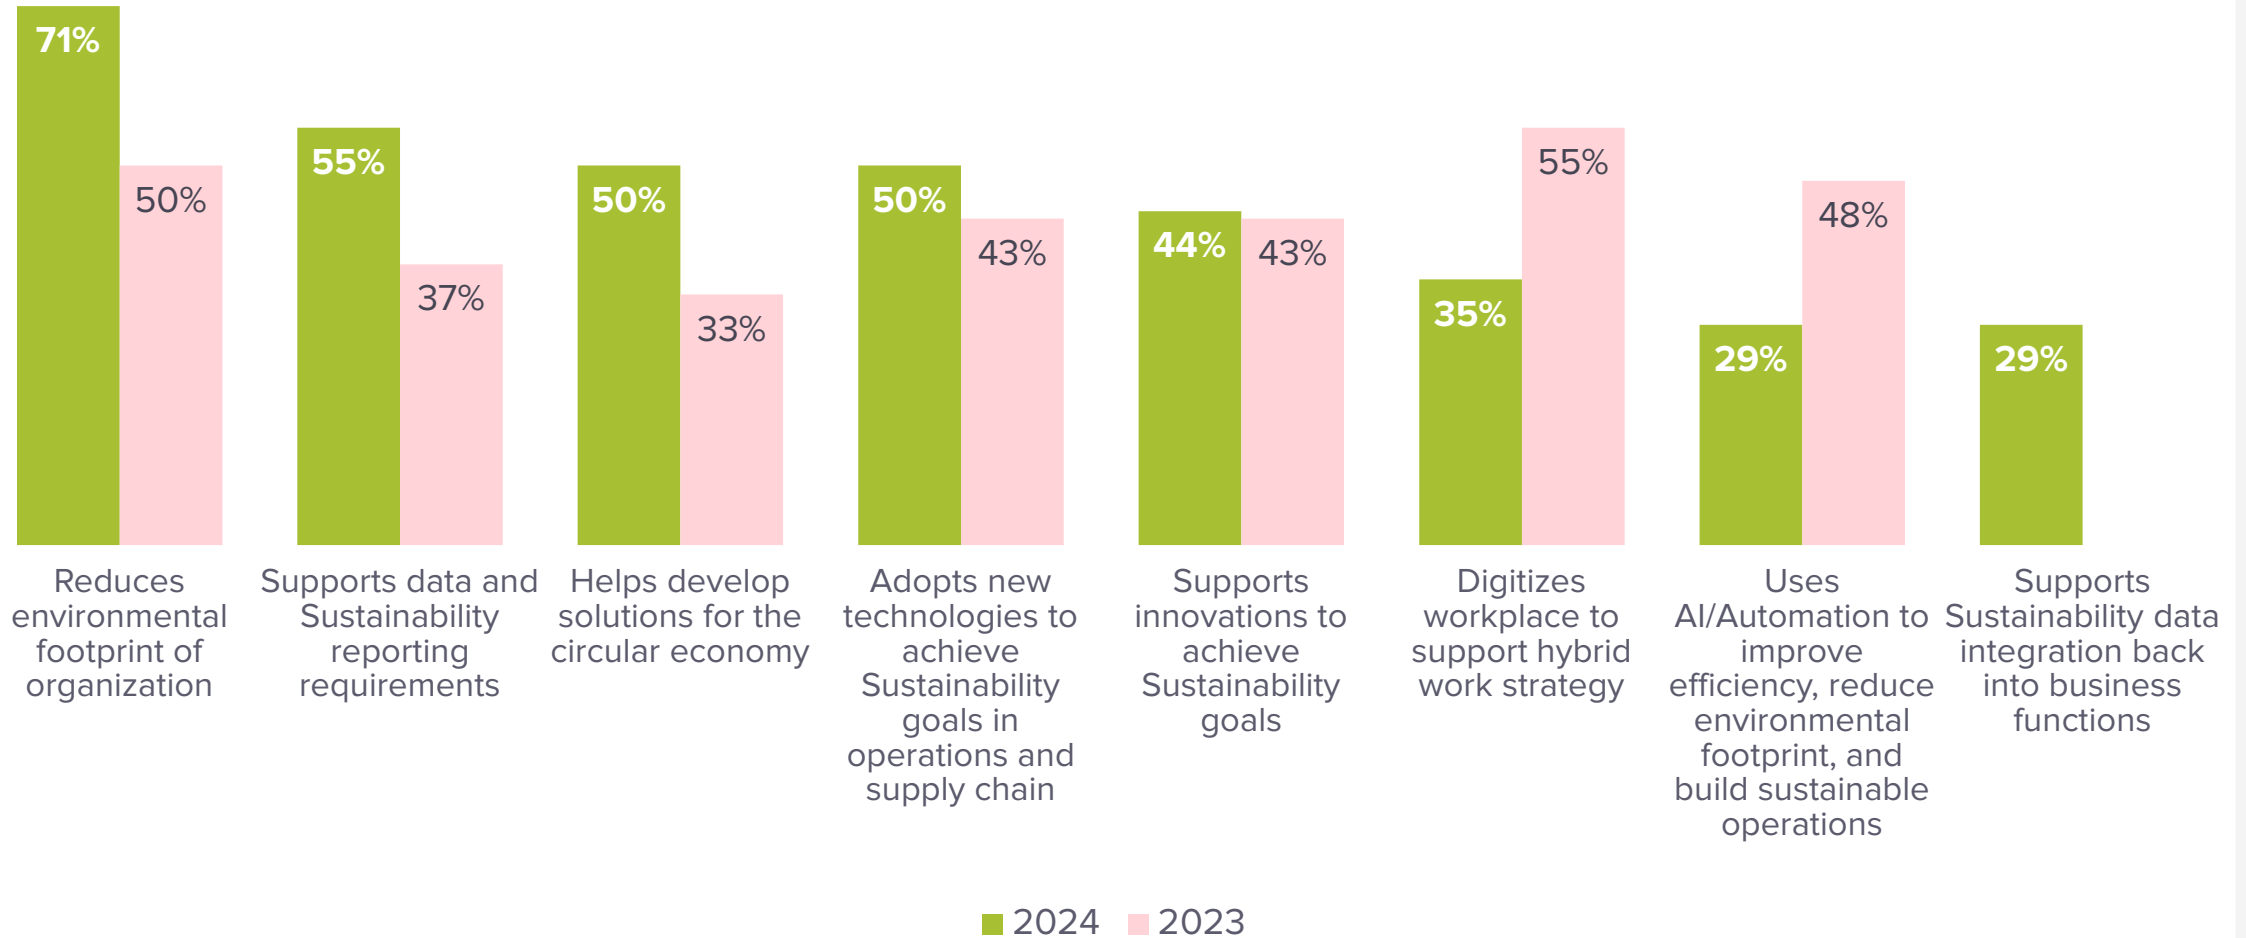 71%
50%
55%
37%
50%
33%
50%
43%
44%
43%
35%
55%
29%
48%
29%
Reduces
environmental
footprint of
organization
Supports data and
Sustainability
reporting
requirements
Helps develop
solutions for the
circular economy
Adopts new
technologies to
achieve
Sustainability
goals in
operations and
supply chain
Supports
innovations to
achieve
Sustainability
goals
Digitizes
workplace to
support hybrid
work strategy
Uses
AI/Automation to
improve
efficiency, reduce
environmental
footprint, and
build sustainable
operations
Supports
Sustainability data
integration back
into business
functions
2024
2023